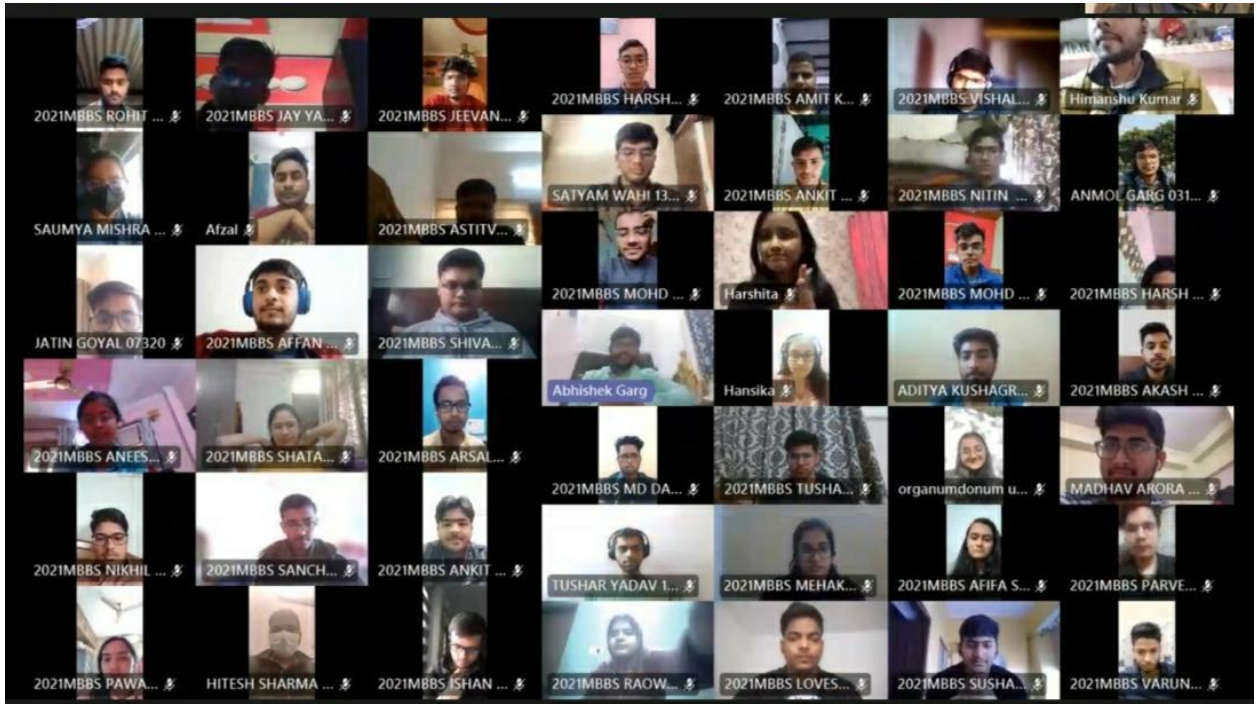 2021MBBS ROHIT ...
2021MBBS JAY YA...
2021MBBS JEEVAN...
2021MBBS HARSH...
2021MBBS AMIT K...
2021MBBS VISHAL...
Himanshu Kumar
SAUMYA MISHRA ...
Afzal
2021MBBS ASTITV...
SATYAM WAHI 13...
2021MBBS ANKIT ...
2021MBBS NITIN ...
ANMOL GARG 031...
JATIN GOYAL 07320
2021MBBS AFFAN ...
2021MBBS SHIVA...
2021MBBS MOHD ...
Harshita
2021MBBS MOHD ...
2021MBBS HARSH ...
2021MBBS ANEES...
2021MBBS SHATA...
2021MBBS ARSAL...
Abhishek Garg
Hansika
ADITYA KUSHAGR...
2021MBBS AKASH ...
2021MBBS NIKHIL ...
2021MBBS SANCH...
2021MBBS ANKIT ...
2021MBBS MD DA...
2021MBBS TUSHA...
organumdonum u...
MADHAV ARORA ...
TUSHAR YADAV 1...
2021MBBS MEHAK...
2021MBBS AFIFA S...
2021MBBS PARVE...
2021MBBS PAWA...
HITESH SHARMA ...
2021MBBS ISHAN ...
2021MBBS RAOW...
2021MBBS LOVES...
2021MBBS SUSHA...
2021MBBS VARUN...